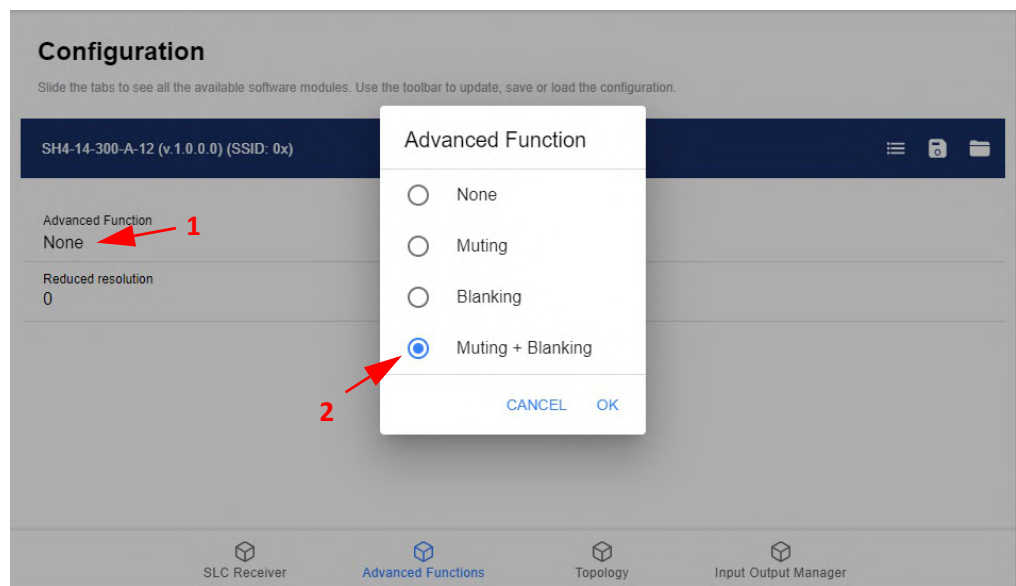 Configuration
Slide the tabs to see all the available software modules. Use the toolbar to update, save or load the configuration.
SH4-14-300-A-12 (v.1.0.0.0) (SSID: 0x)
Advanced Function
None
1
Reduced resolution
0
Advanced Function
None
Muting
Blanking
Muting + Blanking
2
CANCEL OK
SLC Receiver Advanced Functions Topology Input Output Manager